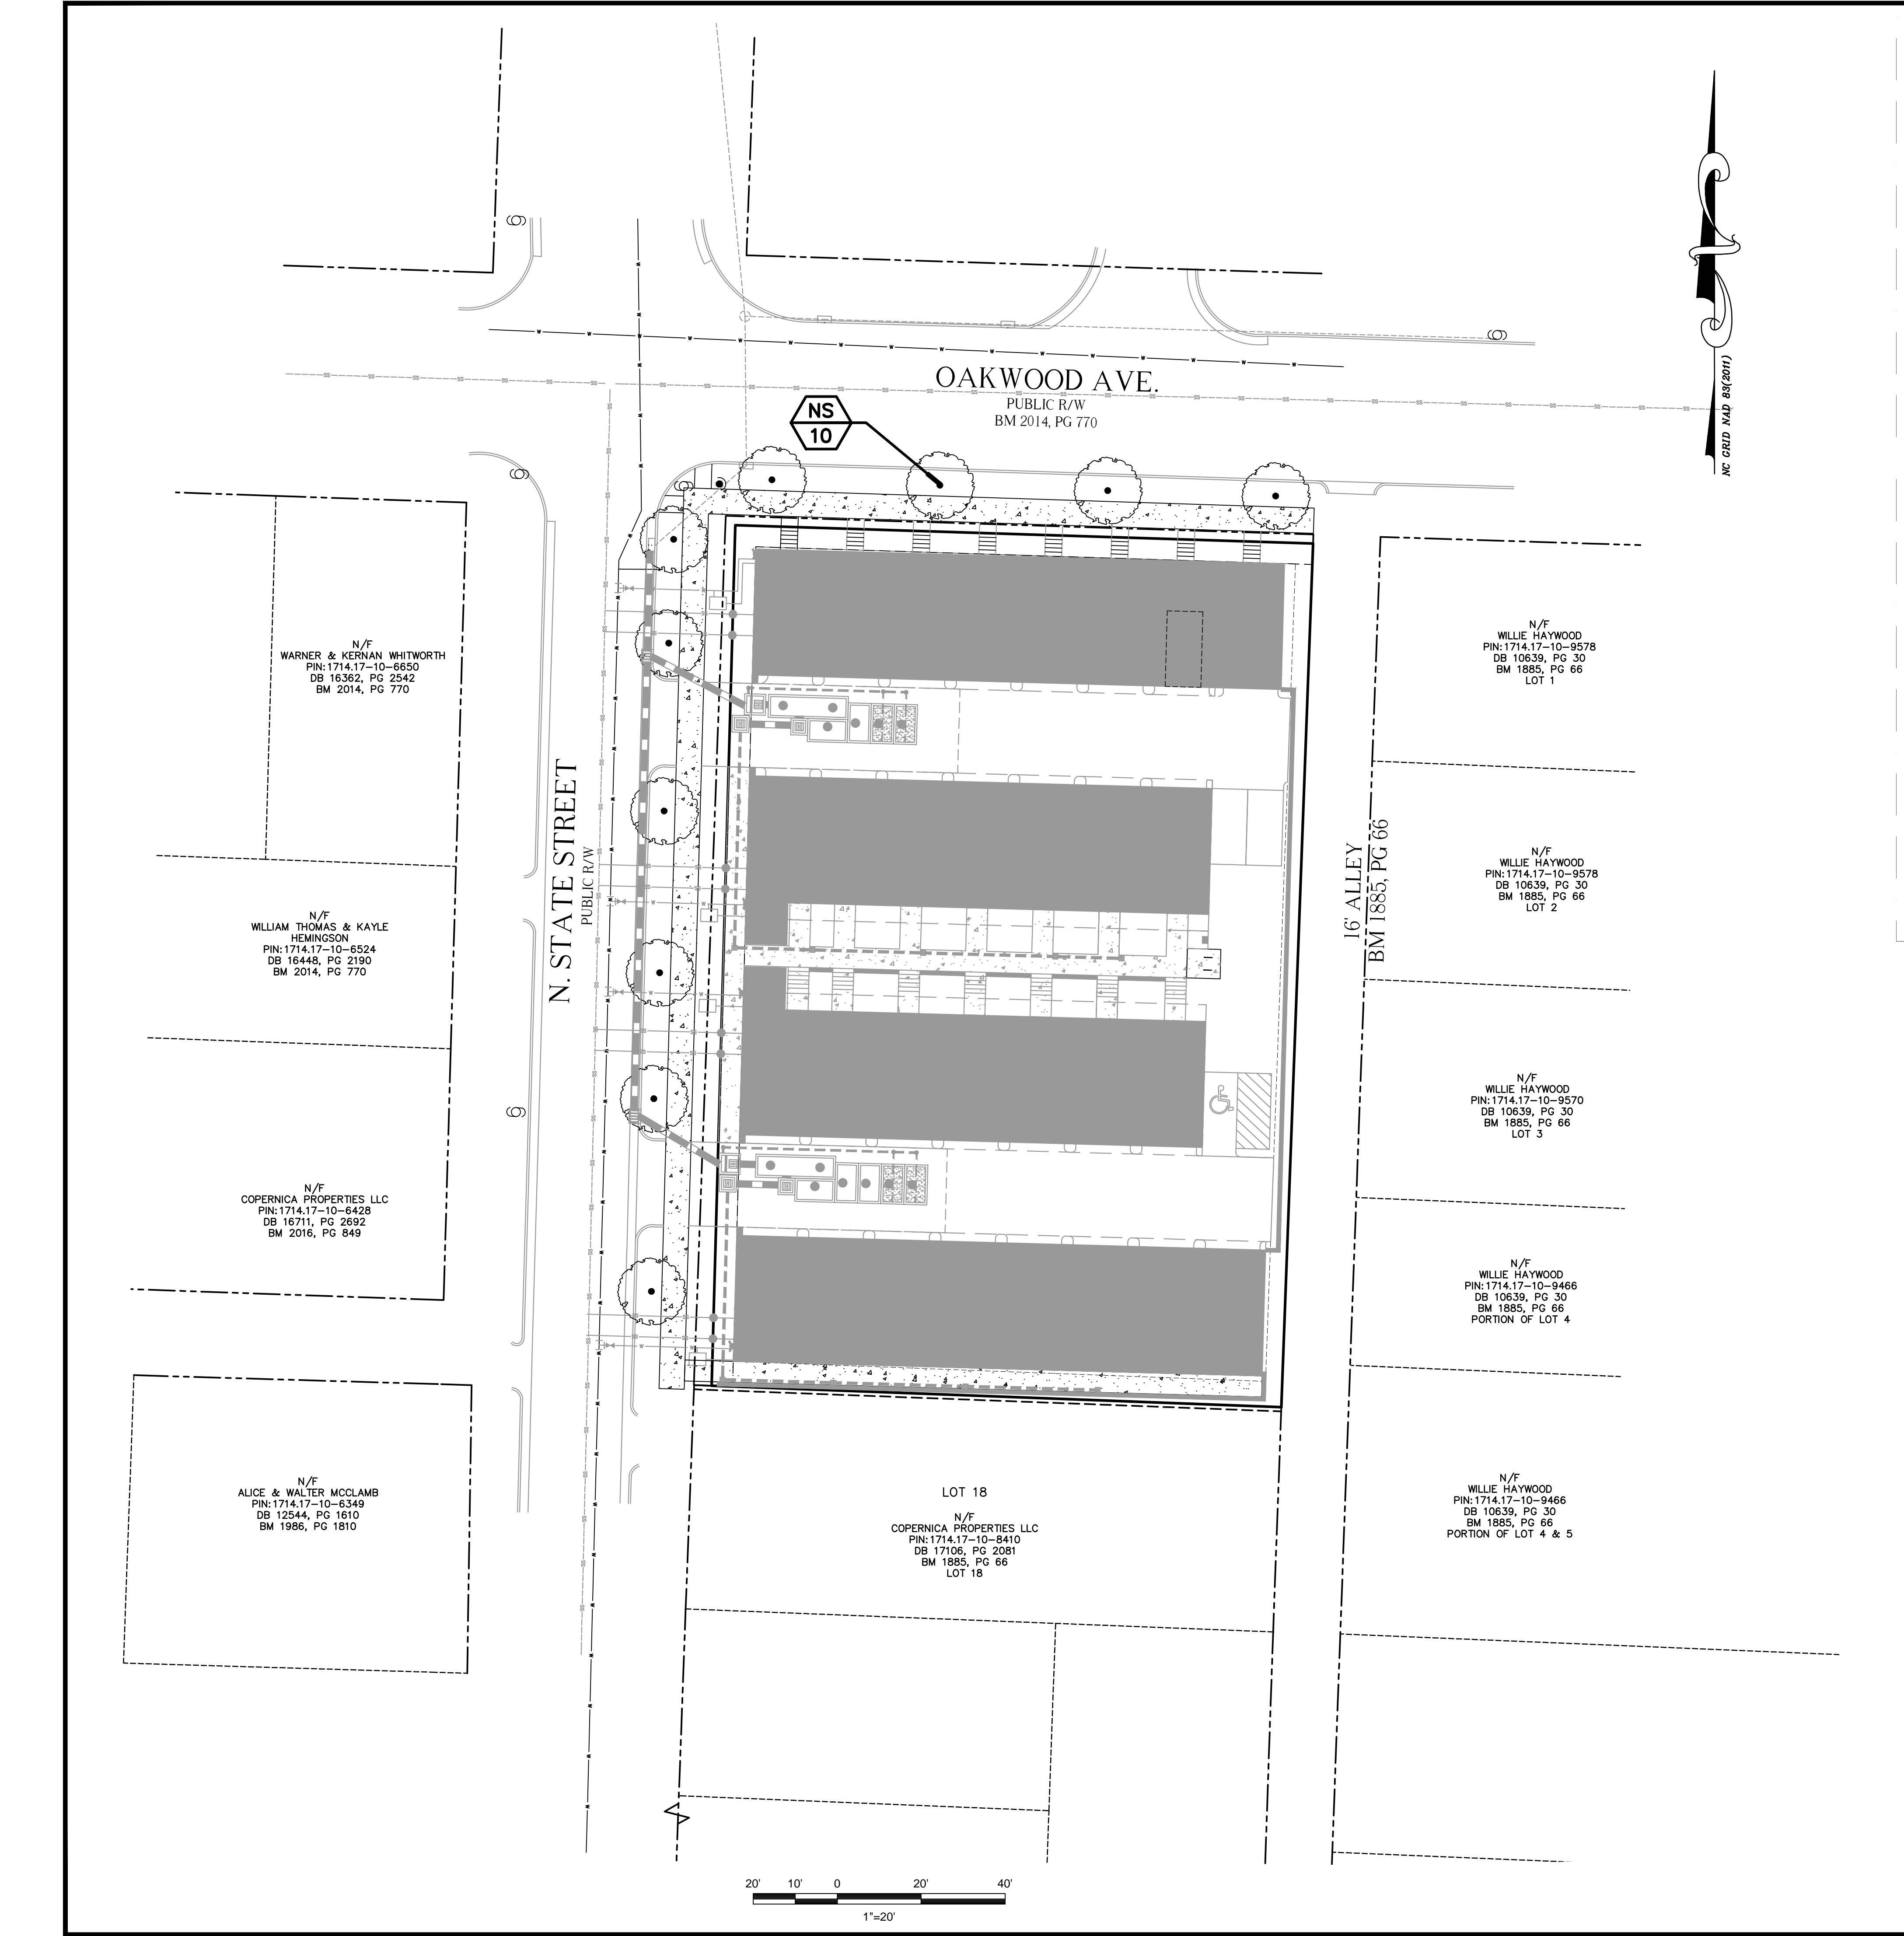 OAKWOOD AVE.
PUBLIC R/W
BM 2014, PG 770
NS
10
NC GRID NAD 83(2011)
N/F
WARNER & KERNAN WHITWORTH
PIN:1714.17-10-6650
DB 16362, PG 2542
BM 2014, PG 770
N/F
WILLIAM THOMAS & KAYLE
HEMINGSON
PIN:1714.17-10-6524
DB 16448, PG 2190
BM 2014, PG 770
N/F
COPERNICA PROPERTIES LLC
PIN:1714.17-10-6428
DB 16711, PG 2692
BM 2016, PG 849
N/F
ALICE & WALTER MCCLAMB
PIN:1714.17-10-6349
DB 12544, PG 1610
BM 1986, PG 1810
N. STATE STREET
PUBLIC R/W
16' ALLEY
BM 1885, PG 66
N/F
WILLIE HAYWOOD
PIN:1714.17-10-9578
DB 10639, PG 30
BM 1885, PG 66
LOT 1
N/F
WILLIE HAYWOOD
PIN:1714.17-10-9578
DB 10639, PG 30
BM 1885, PG 66
LOT 2
N/F
WILLIE HAYWOOD
PIN:1714.17-10-9570
DB 10639, PG 30
BM 1885, PG 66
LOT 3
N/F
WILLIE HAYWOOD
PIN:1714.17-10-9466
DB 10639, PG 30
BM 1885, PG 66
PORTION OF LOT 4
N/F
WILLIE HAYWOOD
PIN:1714.17-10-9466
DB 10639, PG 30
BM 1885, PG 66
PORTION OF LOT 4 & 5
LOT 18
N/F
COPERNICA PROPERTIES LLC
PIN:1714.17-10-8410
DB 17106, PG 2081
BM 1885, PG 66
LOT 18
20' 10' 0 20' 40'
1"=20'